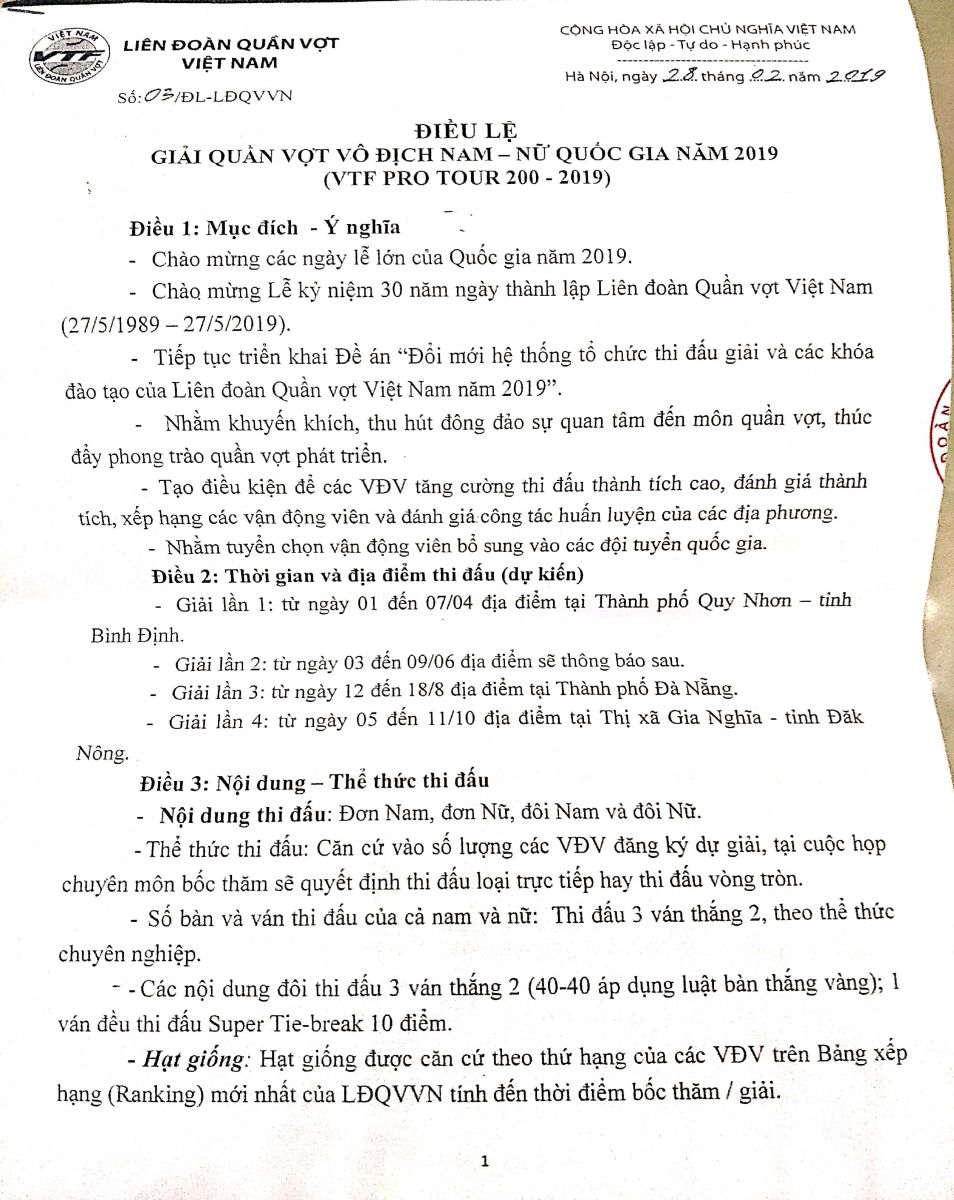 VIỆT NAM
VTF
LIÊN ĐOÀN QUẦN VỢT
LIÊN ĐOÀN QUẦN VỢT
VIỆT NAM
Số: 03/ĐL-LĐQVVN
CỘNG HÒA XÃ HỘI CHỦ NGHĨA VIỆT NAM
Độc lập - Tự do - Hạnh phúc
Hà Nội, ngày 28 tháng 02 năm 2019
ĐIỀU LỆ
GIẢI QUẦN VỢT VÔ ĐỊCH NAM – NỮ QUỐC GIA NĂM 2019
(VTF PRO TOUR 200 - 2019)
Điều 1: Mục đích - Ý nghĩa
- Chào mừng các ngày lễ lớn của Quốc gia năm 2019.
- Chào mừng Lễ kỷ niệm 30 năm ngày thành lập Liên đoàn Quần vợt Việt Nam
(27/5/1989 – 27/5/2019).
- Tiếp tục triển khai Đề án “Đổi mới hệ thống tổ chức thi đấu giải và các khóa
đào tạo của Liên đoàn Quần vợt Việt Nam năm 2019”.
- Nhằm khuyến khích, thu hút đông đảo sự quan tâm đến môn quần vợt, thúc
đẩy phong trào quần vợt phát triển.
- Tạo điều kiện để các VĐV tăng cường thi đấu thành tích cao, đánh giá thành
tích, xếp hạng các vận động viên và đánh giá công tác huấn luyện của các địa phương.
- Nhằm tuyển chọn vận động viên bổ sung vào các đội tuyển quốc gia.
Điều 2: Thời gian và địa điểm thi đấu (dự kiến)
- Giải lần 1: từ ngày 01 đến 07/04 địa điểm tại Thành phố Quy Nhơn – tỉnh
Bình Định.
- Giải lần 2: từ ngày 03 đến 09/06 địa điểm sẽ thông báo sau.
- Giải lần 3: từ ngày 12 đến 18/8 địa điểm tại Thành phố Đà Nẵng.
- Giải lần 4: từ ngày 05 đến 11/10 địa điểm tại Thị xã Gia Nghĩa - tỉnh Đăk
Nông.
Điều 3: Nội dung – Thể thức thi đấu
- Nội dung thi đấu: Đơn Nam, đơn Nữ, đôi Nam và đôi Nữ.
- Thể thức thi đấu: Căn cứ vào số lượng các VĐV đăng ký dự giải, tại cuộc họp
chuyên môn bốc thăm sẽ quyết định thi đấu loại trực tiếp hay thi đấu vòng tròn.
- Số bàn và ván thi đấu của cả nam và nữ: Thi đấu 3 ván thắng 2, theo thể thức
chuyên nghiệp.
- Các nội dung đôi thi đấu 3 ván thắng 2 (40-40 áp dụng luật bàn thắng vàng); 1
ván đều thi đấu Super Tie-break 10 điểm.
- Hạt giống: Hạt giống được căn cứ theo thứ hạng của các VĐV trên Bảng xếp
hạng (Ranking) mới nhất của LĐQVVN tính đến thời điểm bốc thăm / giải.
1
ĐOÀN